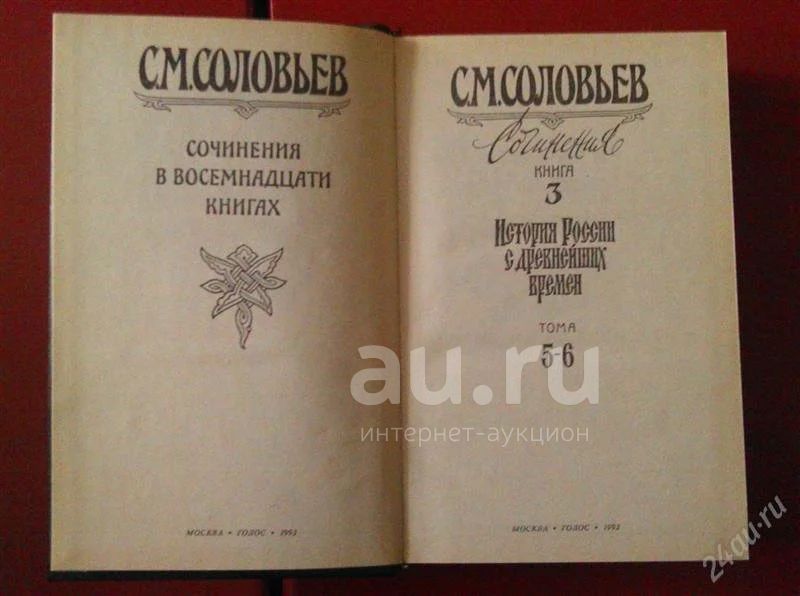 С.М.СОЛОВЬЕВ
СОЧИНЕНИЯ
В ВОСЕМНАДЦАТИ
КНИГАХ
МОСКВА • ГОЛОС • 1993
С.М.СОЛОВЬЕВ
Сочинения
КНИГА
3
История России
с древнейших
времен
ТОМА
5-6
МОСКВА • ГОЛОС • 1993
au.ru
интернет-аукцион
24au.ru